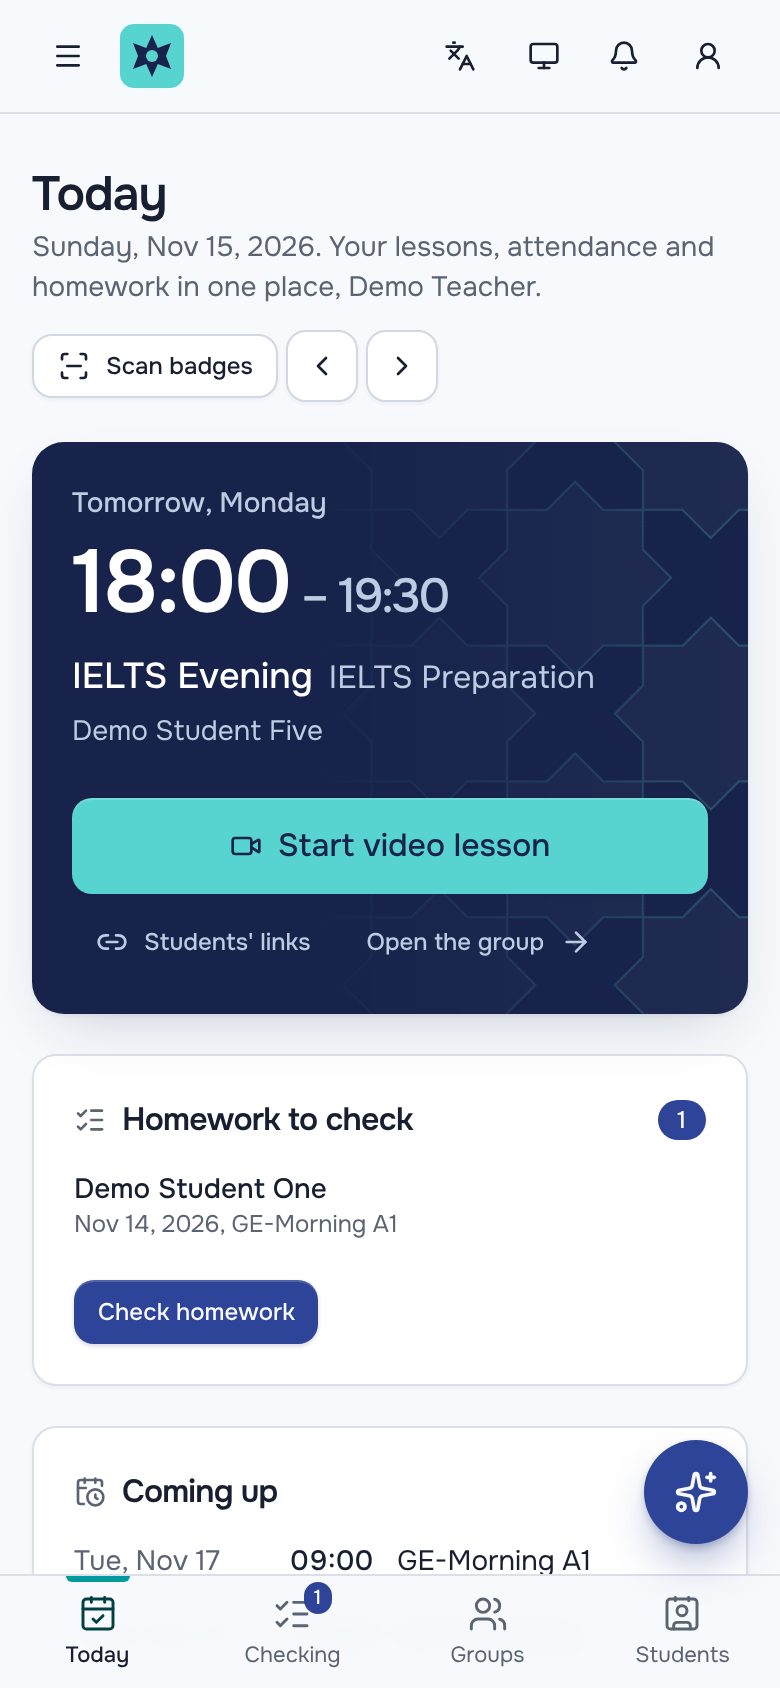 Today
Sunday, Nov 15, 2026. Your lessons, attendance and
homework in one place, Demo Teacher.
Scan badges
Tomorrow, Monday
18:00 – 19:30
IELTS Evening IELTS Preparation
Demo Student Five
Start video lesson
Students' links Open the group
Homework to check 1
Demo Student One
Nov 14, 2026, GE-Morning A1
Check homework
Coming up
Tue, Nov 17 09:00 GE-Morning A1
1
Today Checking Groups Students